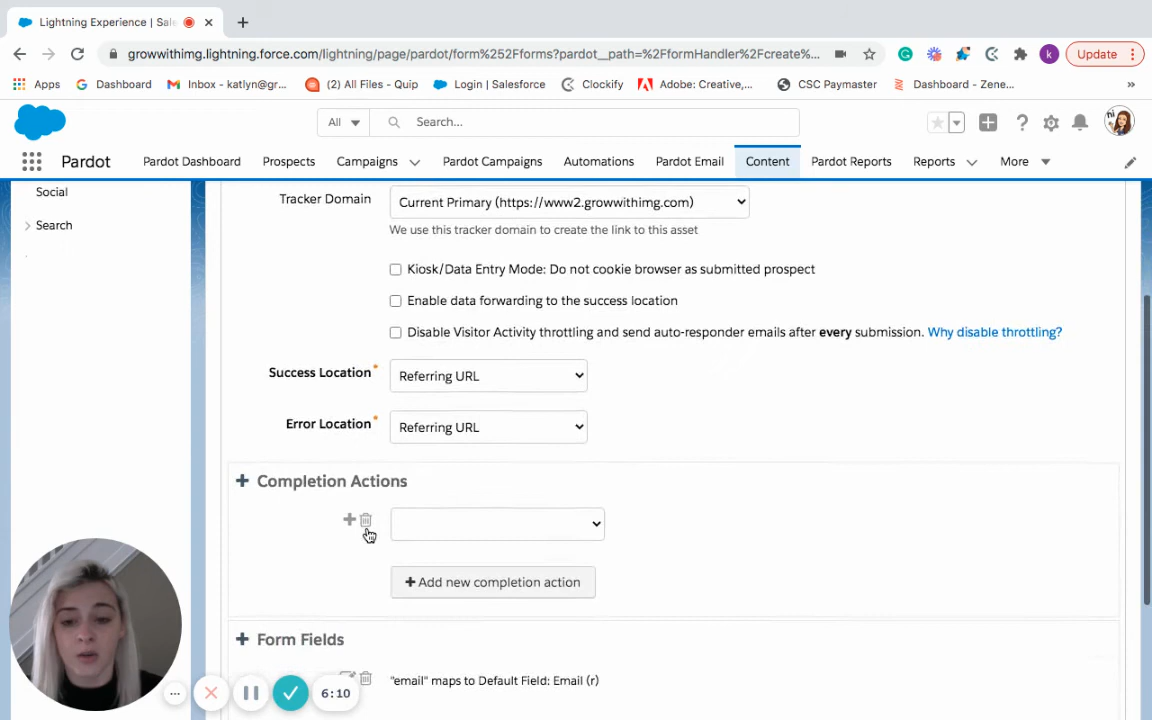 Lightning Experience | Sale
growwithimg.lightning.force.com/lightning/page/pardot/form%252Fforms?pardot__path=%2FformHandler%2Fcreate%...
Update
Apps
Dashboard
Inbox - katlyn@gr...
(2) All Files - Quip
Login | Salesforce
Clockify
Adobe: Creative,...
CSC Paymaster
Dashboard - Zene...
All
Search...
Pardot
Pardot Dashboard
Prospects
Campaigns
Pardot Campaigns
Automations
Pardot Email
Content
Pardot Reports
Reports
More
Social
Search
Tracker Domain
Current Primary (https://www2.growwithimg.com)
We use this tracker domain to create the link to this asset
Kiosk/Data Entry Mode: Do not cookie browser as submitted prospect
Enable data forwarding to the success location
Disable Visitor Activity throttling and send auto-responder emails after every submission. Why disable throttling?
Success Location*
Referring URL
Error Location*
Referring URL
Completion Actions
+ Add new completion action
Form Fields
"email" maps to Default Field: Email (r)
6:10